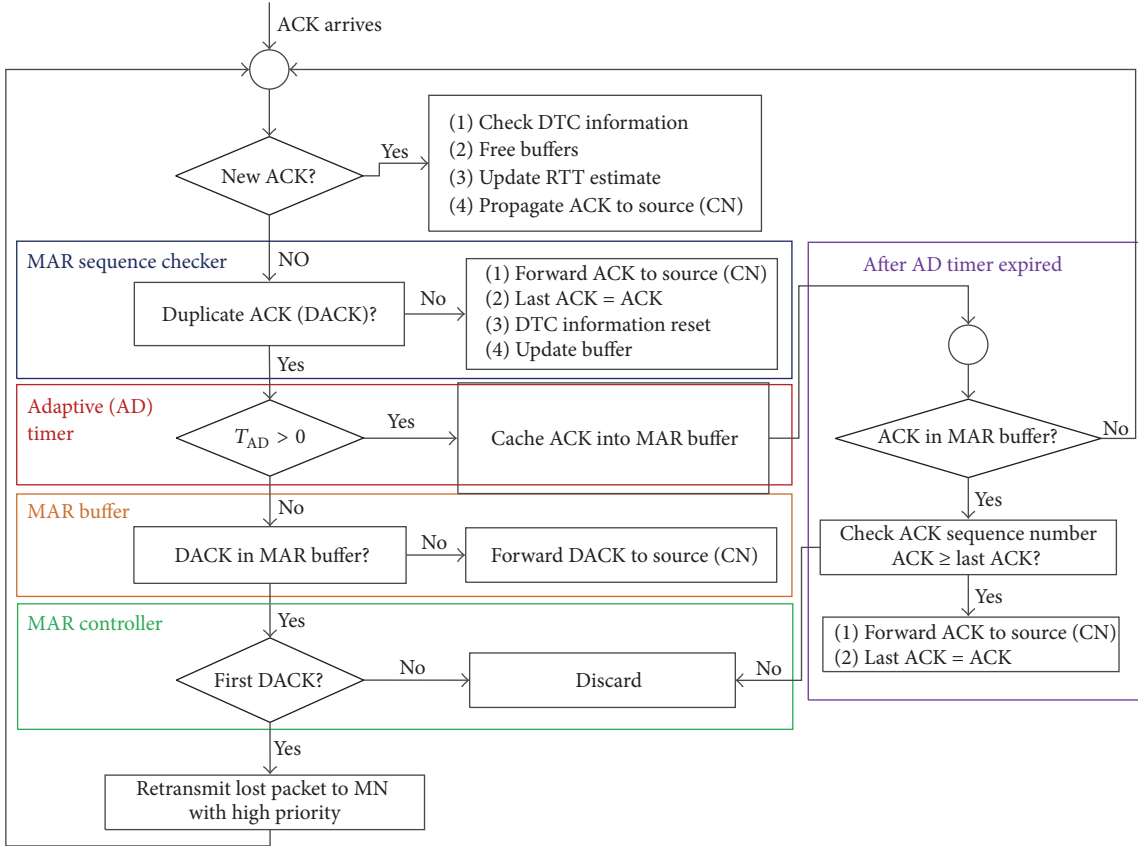 ACK arrives
New ACK?
Yes
(1) Check DTC information
(2) Free buffers
(3) Update RTT estimate
(4) Propagate ACK to source (CN)
NO
MAR sequence checker
Duplicate ACK (DACK)?
No
(1) Forward ACK to source (CN)
(2) Last ACK = ACK
(3) DTC information reset
(4) Update buffer
Yes
Adaptive (AD)
timer
T_AD > 0
Yes
Cache ACK into MAR buffer
No
MAR buffer
DACK in MAR buffer?
No
Forward DACK to source (CN)
Yes
MAR controller
First DACK?
No
Discard
No
Yes
Retransmit lost packet to MN
with high priority
After AD timer expired
ACK in MAR buffer?
No
Yes
Check ACK sequence number
ACK ≥ last ACK?
Yes
(1) Forward ACK to source (CN)
(2) Last ACK = ACK